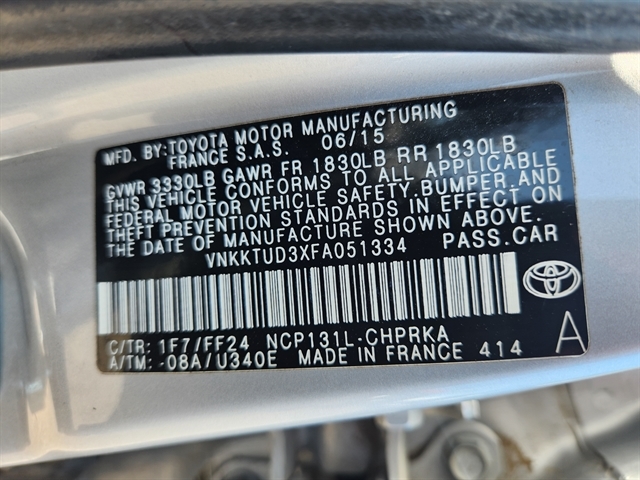 MFD. BY:TOYOTA MOTOR MANUFACTURING
FRANCE S.A.S. 06/15
GVWR 3330LB GAWR FR 1830LB RR 1830LB
THIS VEHICLE CONFORMS TO ALL APPLICABLE
FEDERAL MOTOR VEHICLE SAFETY,BUMPER, AND
THEFT PREVENTION STANDARDS IN EFFECT ON
THE DATE OF MANUFACTURE SHOWN ABOVE.
VNKKTUD3XFA051334 PASS.CAR
C/TR: 1F7/FF24 NCP131L-CHPRKA A
A/TM: -08A/U340E MADE IN FRANCE 414